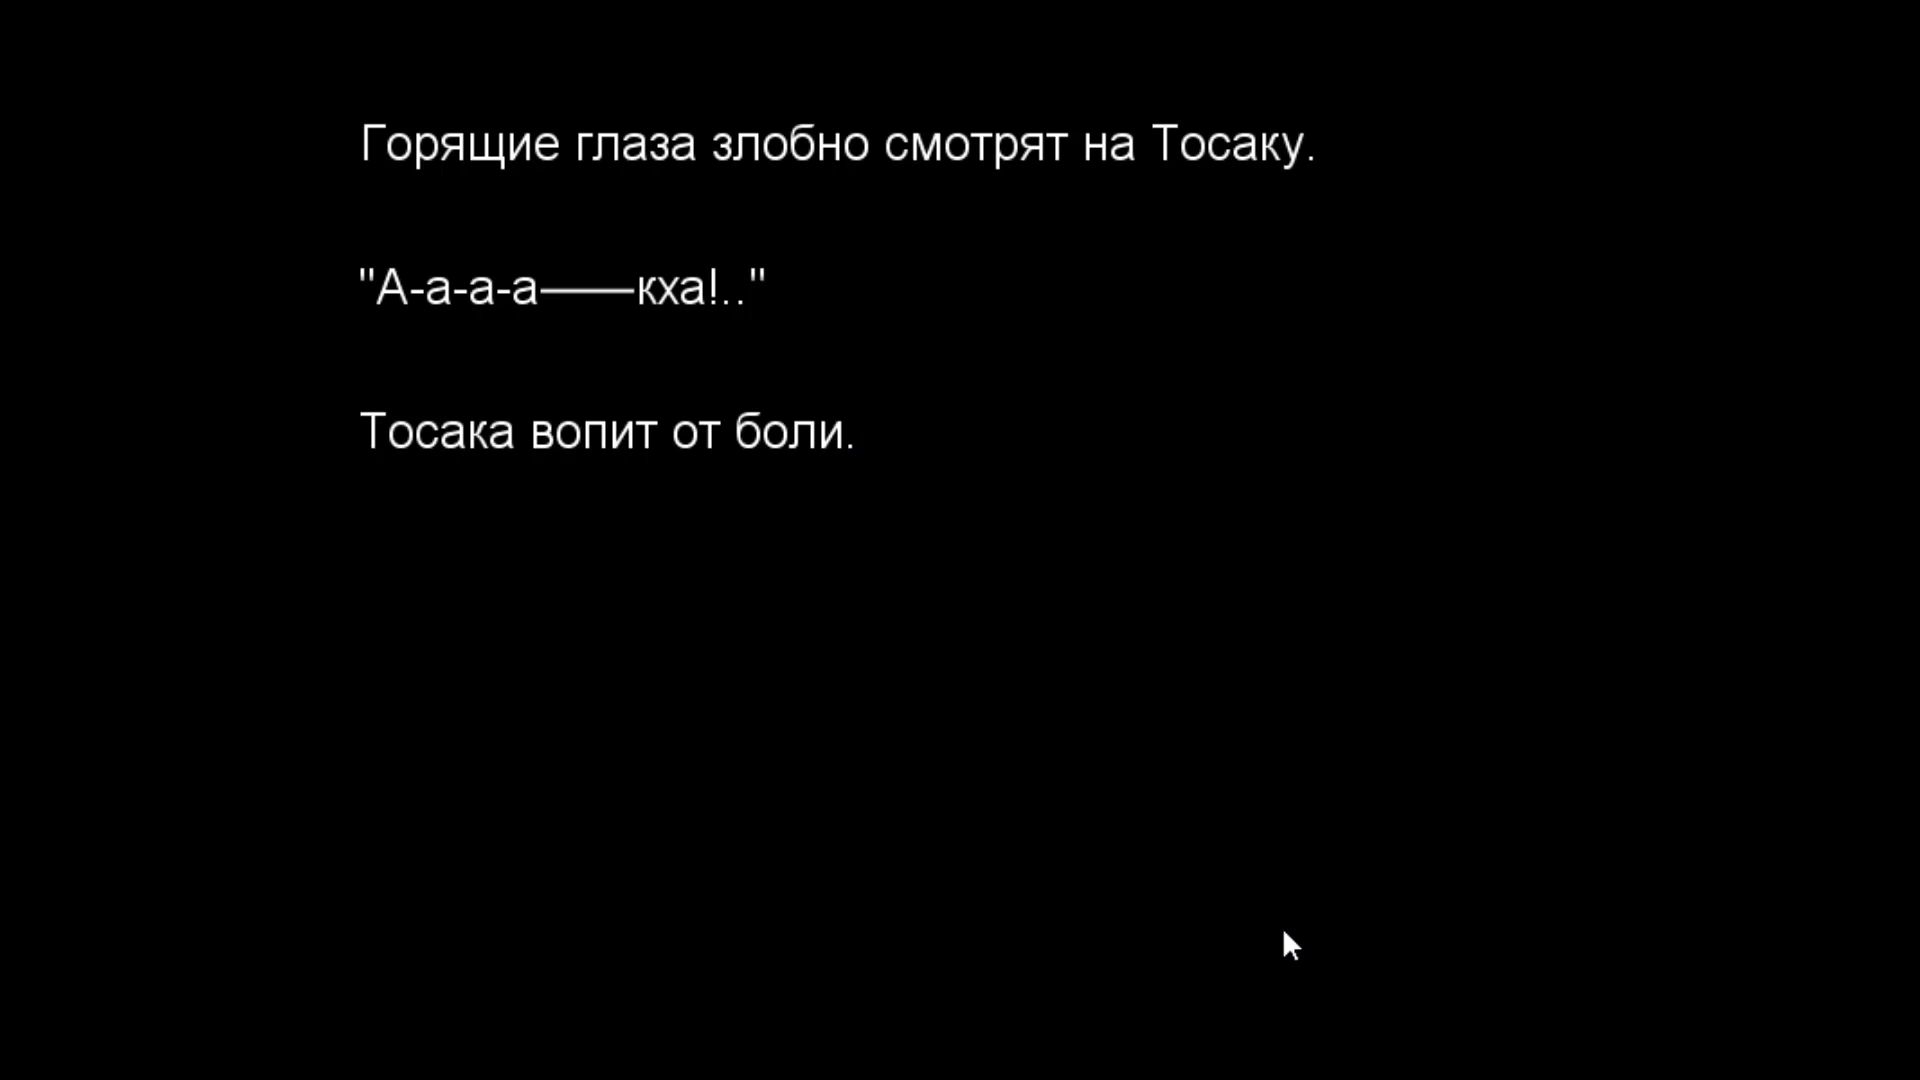 Горящие глаза злобно смотрят на Тосаку.
"А-а-а-а——кха!.."
Тосака вопит от боли.